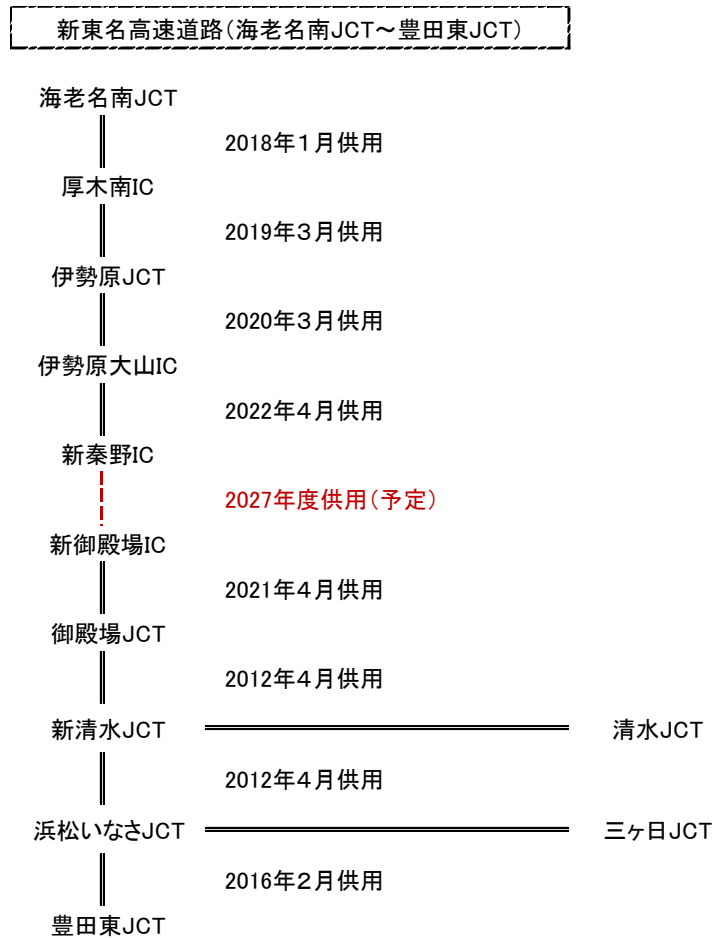 新東名高速道路（海老名南JCT～豊田東JCT）
海老名南JCT
2018年１月供用
厚木南IC
2019年３月供用
伊勢原JCT
2020年３月供用
伊勢原大山IC
2022年４月供用
新秦野IC
2027年度供用（予定）
新御殿場IC
2021年４月供用
御殿場JCT
2012年４月供用
新清水JCT 清水JCT
2012年４月供用
浜松いなさJCT 三ヶ日JCT
2016年２月供用
豊田東JCT